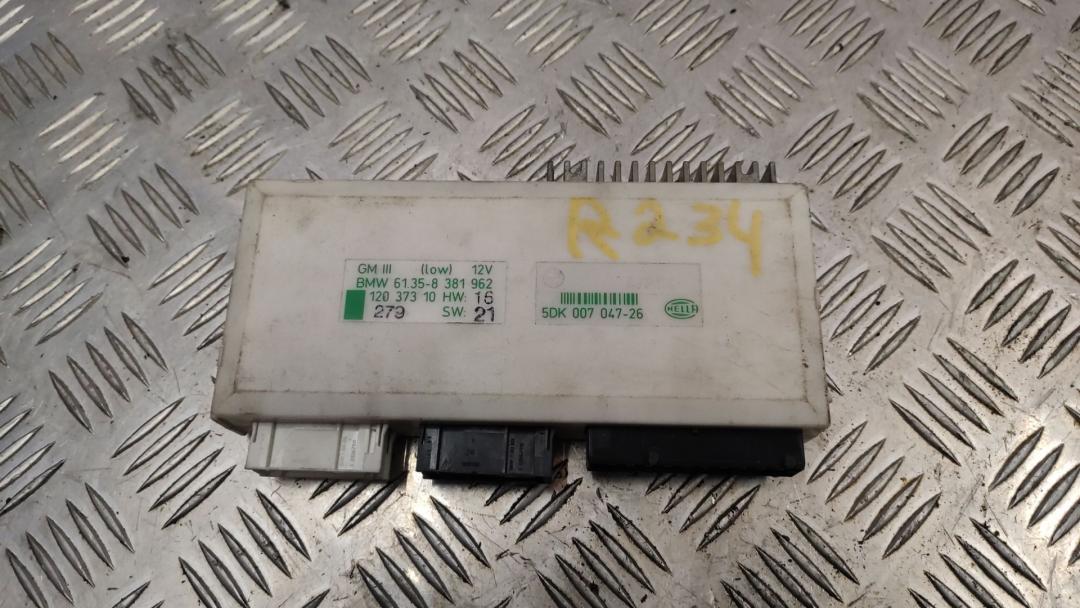 R234
GM III (low) 12V
BMW 61.35-8 381 962
120 373 10 HW: 16
279 SW: 21
5DK 007 047-26
HELLA